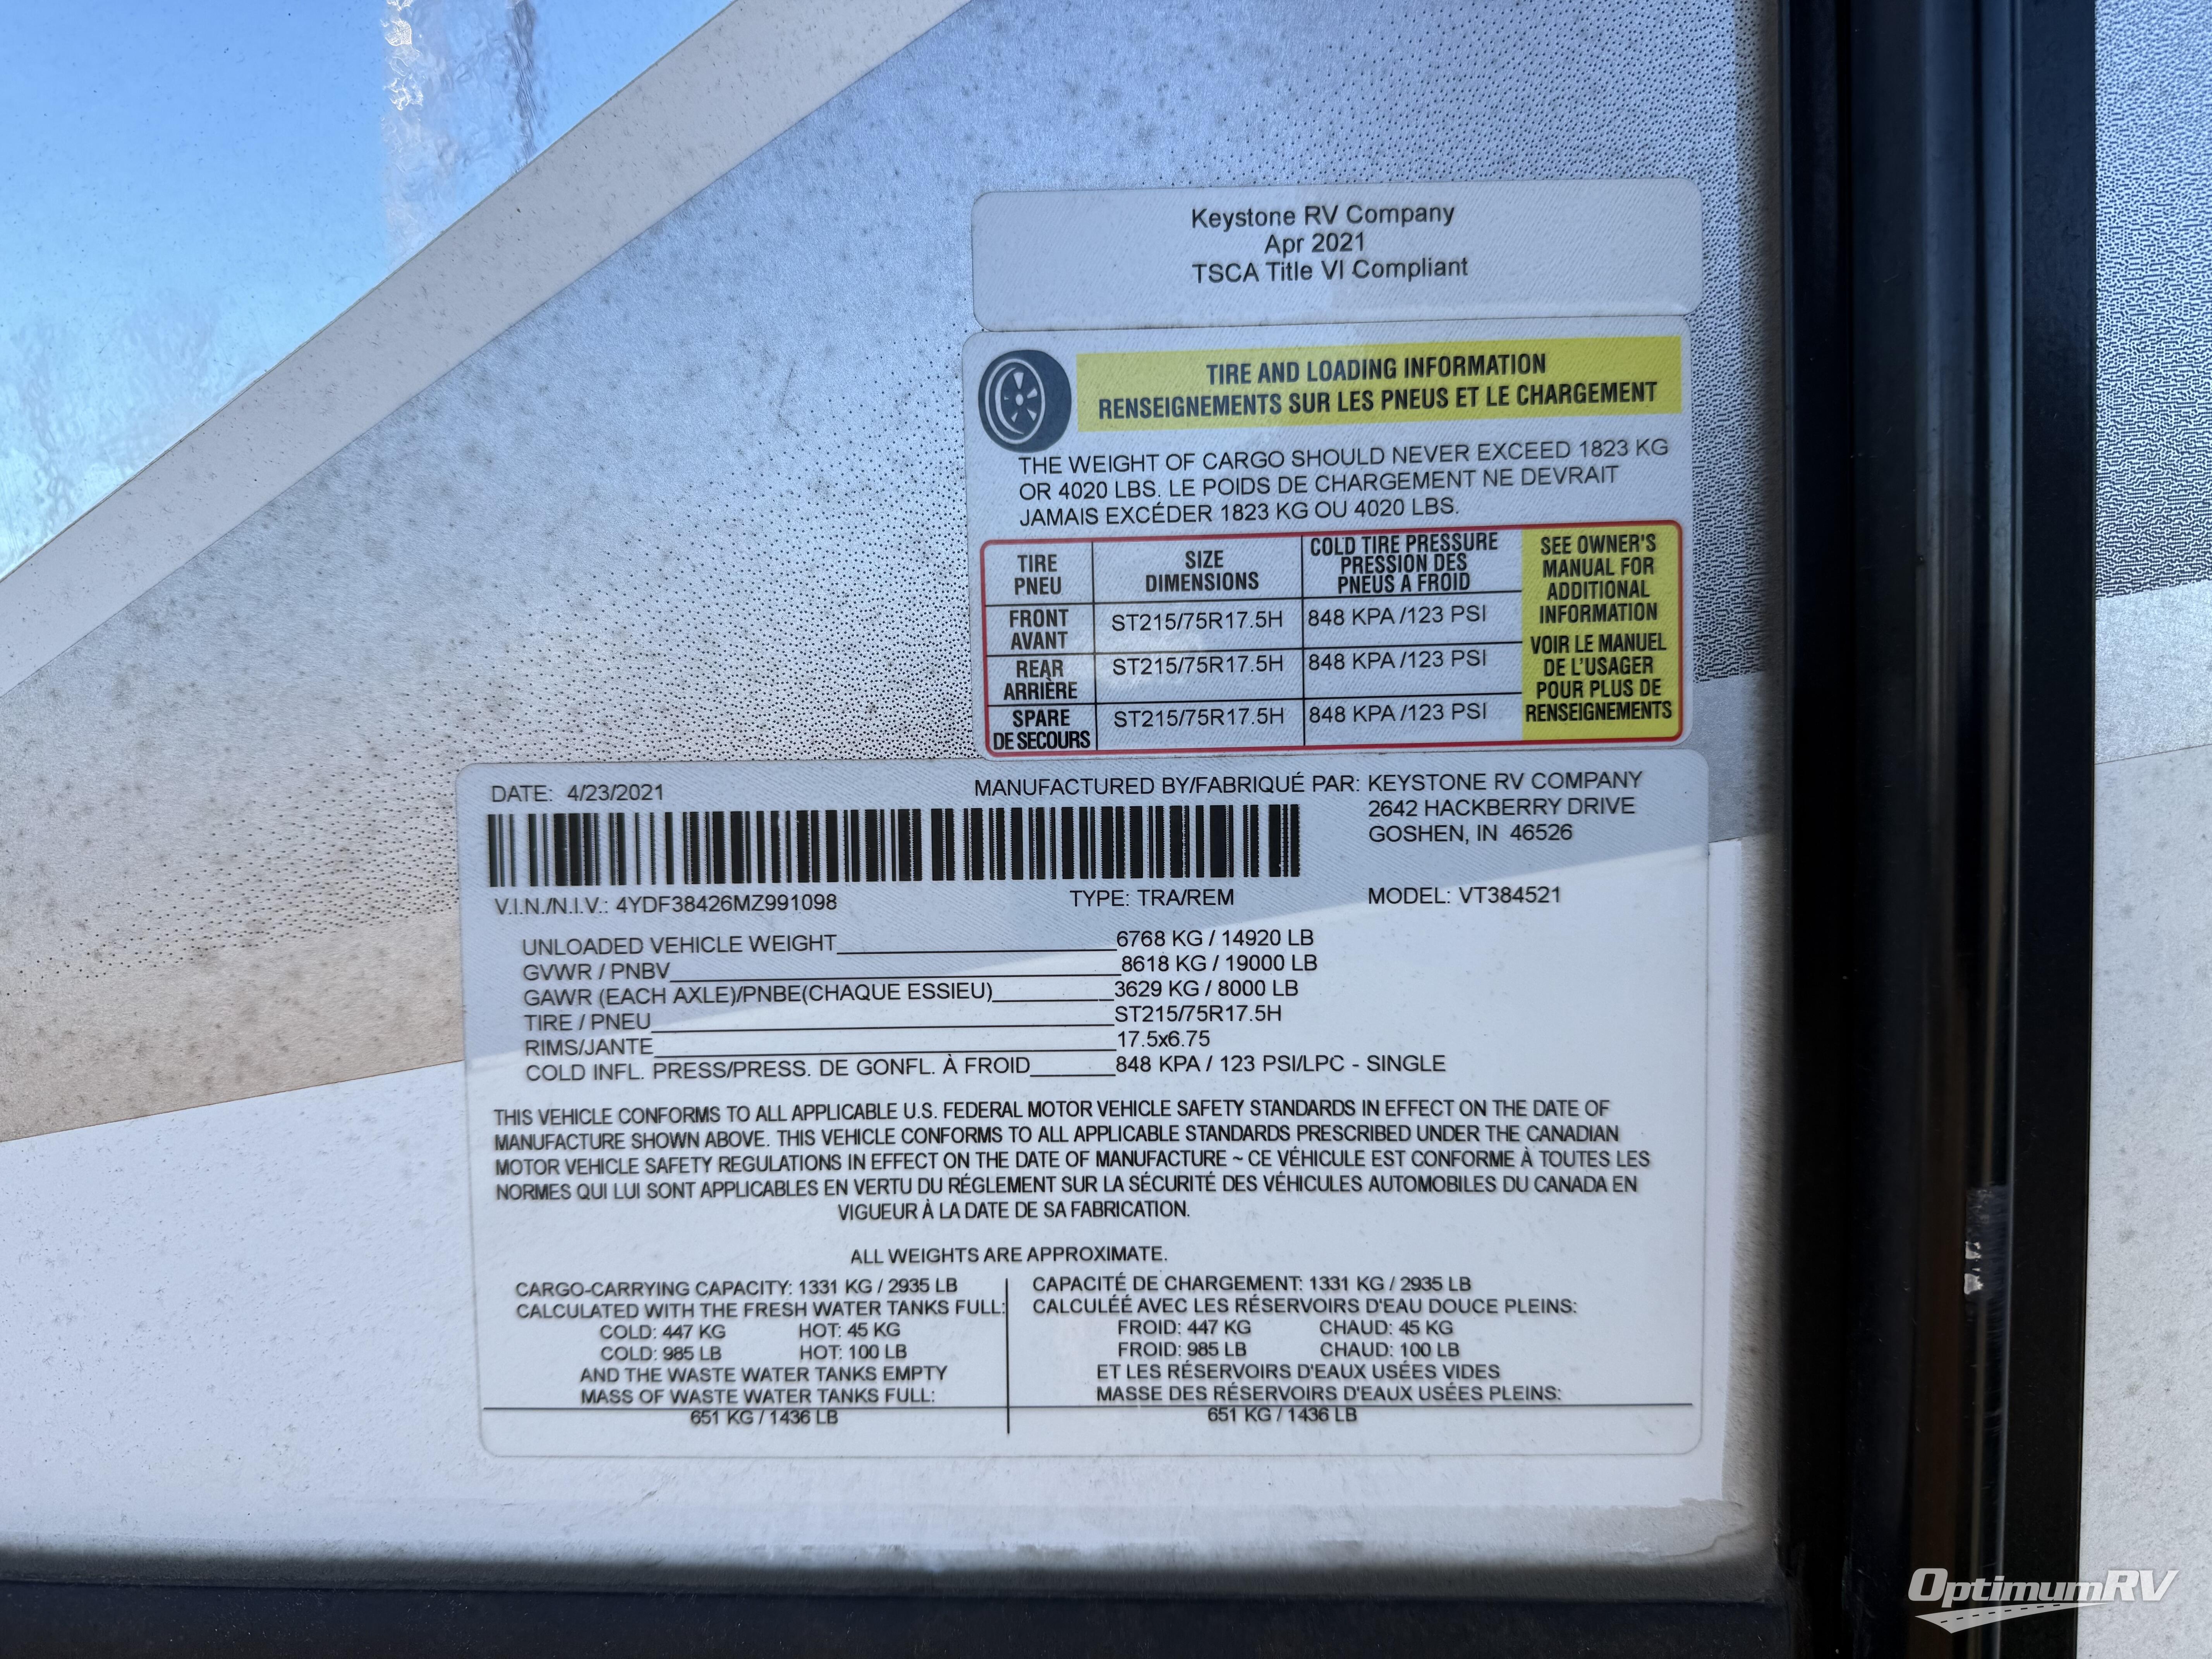 Keystone RV Company
Apr 2021
TSCA Title VI Compliant
TIRE AND LOADING INFORMATION
RENSEIGNEMENTS SUR LES PNEUS ET LE CHARGEMENT
THE WEIGHT OF CARGO SHOULD NEVER EXCEED 1823 KG
OR 4020 LBS. LE POIDS DE CHARGEMENT NE DEVRAIT
JAMAIS EXCÉDER 1823 KG OU 4020 LBS.
TIRE
PNEU
SIZE
DIMENSIONS
COLD TIRE PRESSURE
PRESSION DES
PNEUS A FROID
FRONT
AVANT
ST215/75R17.5H
848 KPA /123 PSI
REAR
ARRIÈRE
ST215/75R17.5H
848 KPA /123 PSI
SPARE
DE SECOURS
ST215/75R17.5H
848 KPA /123 PSI
SEE OWNER'S
MANUAL FOR
ADDITIONAL
INFORMATION
VOIR LE MANUEL
DE L'USAGER
POUR PLUS DE
RENSEIGNEMENTS
DATE: 4/23/2021
MANUFACTURED BY/FABRIQUÉ PAR: KEYSTONE RV COMPANY
2642 HACKBERRY DRIVE
GOSHEN, IN 46526
V.I.N./N.I.V.: 4YDF38426MZ991098 TYPE: TRA/REM MODEL: VT384521
UNLOADED VEHICLE WEIGHT 6768 KG / 14920 LB
GVWR / PNBV 8618 KG / 19000 LB
GAWR (EACH AXLE)/PNBE(CHAQUE ESSIEU) 3629 KG / 8000 LB
TIRE / PNEU ST215/75R17.5H
RIMS/JANTE 17.5x6.75
COLD INFL. PRESS/PRESS. DE GONFL. À FROID 848 KPA / 123 PSI/LPC - SINGLE
THIS VEHICLE CONFORMS TO ALL APPLICABLE U.S. FEDERAL MOTOR VEHICLE SAFETY STANDARDS IN EFFECT ON THE DATE OF
MANUFACTURE SHOWN ABOVE. THIS VEHICLE CONFORMS TO ALL APPLICABLE STANDARDS PRESCRIBED UNDER THE CANADIAN
MOTOR VEHICLE SAFETY REGULATIONS IN EFFECT ON THE DATE OF MANUFACTURE ~ CE VÉHICULE EST CONFORME À TOUTES LES
NORMES QUI LUI SONT APPLICABLES EN VERTU DU RÉGLEMENT SUR LA SÉCURITÉ DES VÉHICULES AUTOMOBILES DU CANADA EN
VIGUEUR À LA DATE DE SA FABRICATION.
ALL WEIGHTS ARE APPROXIMATE.
CARGO-CARRYING CAPACITY: 1331 KG / 2935 LB
CALCULATED WITH THE FRESH WATER TANKS FULL:
COLD: 447 KG HOT: 45 KG
COLD: 985 LB HOT: 100 LB
AND THE WASTE WATER TANKS EMPTY
MASS OF WASTE WATER TANKS FULL:
651 KG / 1436 LB
CAPACITÉ DE CHARGEMENT: 1331 KG / 2935 LB
CALCULÉÉ AVEC LES RÉSERVOIRS D'EAU DOUCE PLEINS:
FROID: 447 KG CHAUD: 45 KG
FROID: 985 LB CHAUD: 100 LB
ET LES RÉSERVOIRS D'EAUX USÉES VIDES
MASSE DES RÉSERVOIRS D'EAUX USÉES PLEINS:
651 KG / 1436 LB
OptimumRV